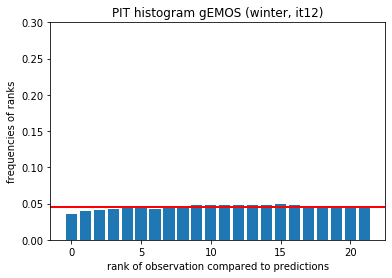 PIT histogram gEMOS (winter, it12)
frequencies of ranks
0.30
0.25
0.20
0.15
0.10
0.05
0.00
0 5 10 15 20
rank of observation compared to predictions